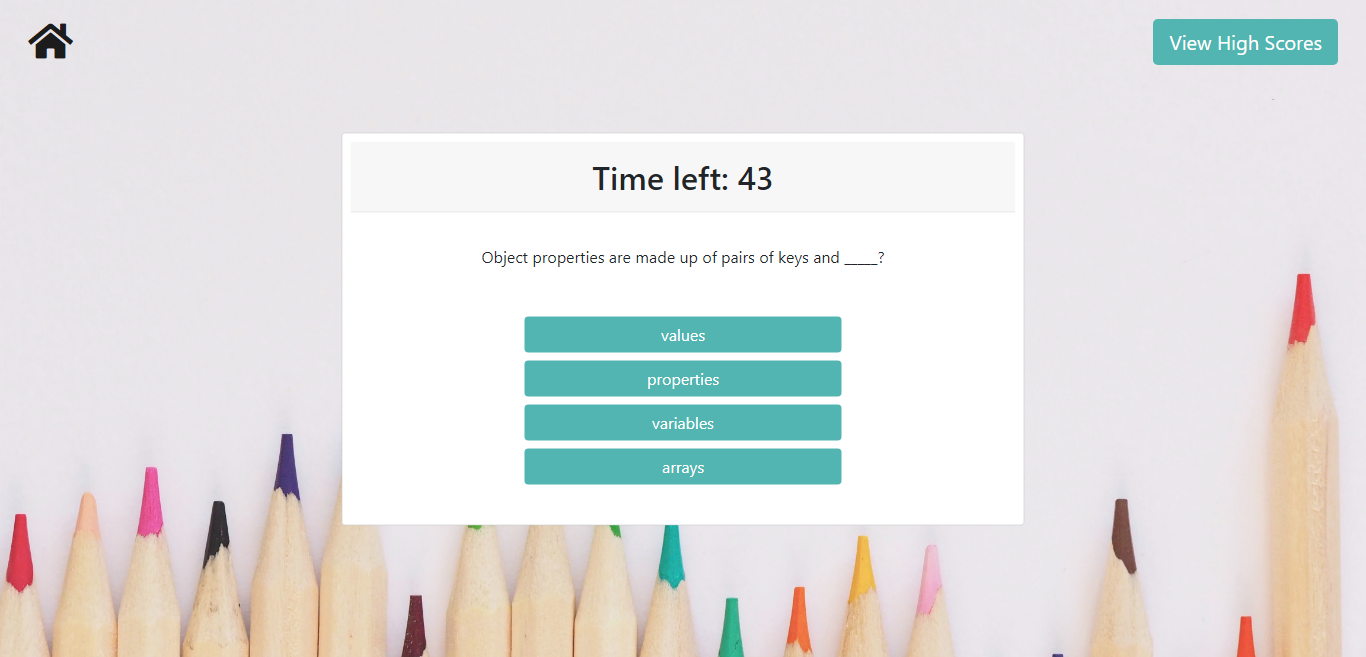 View High Scores
Time left: 43
Object properties are made up of pairs of keys and _____?
values
properties
variables
arrays